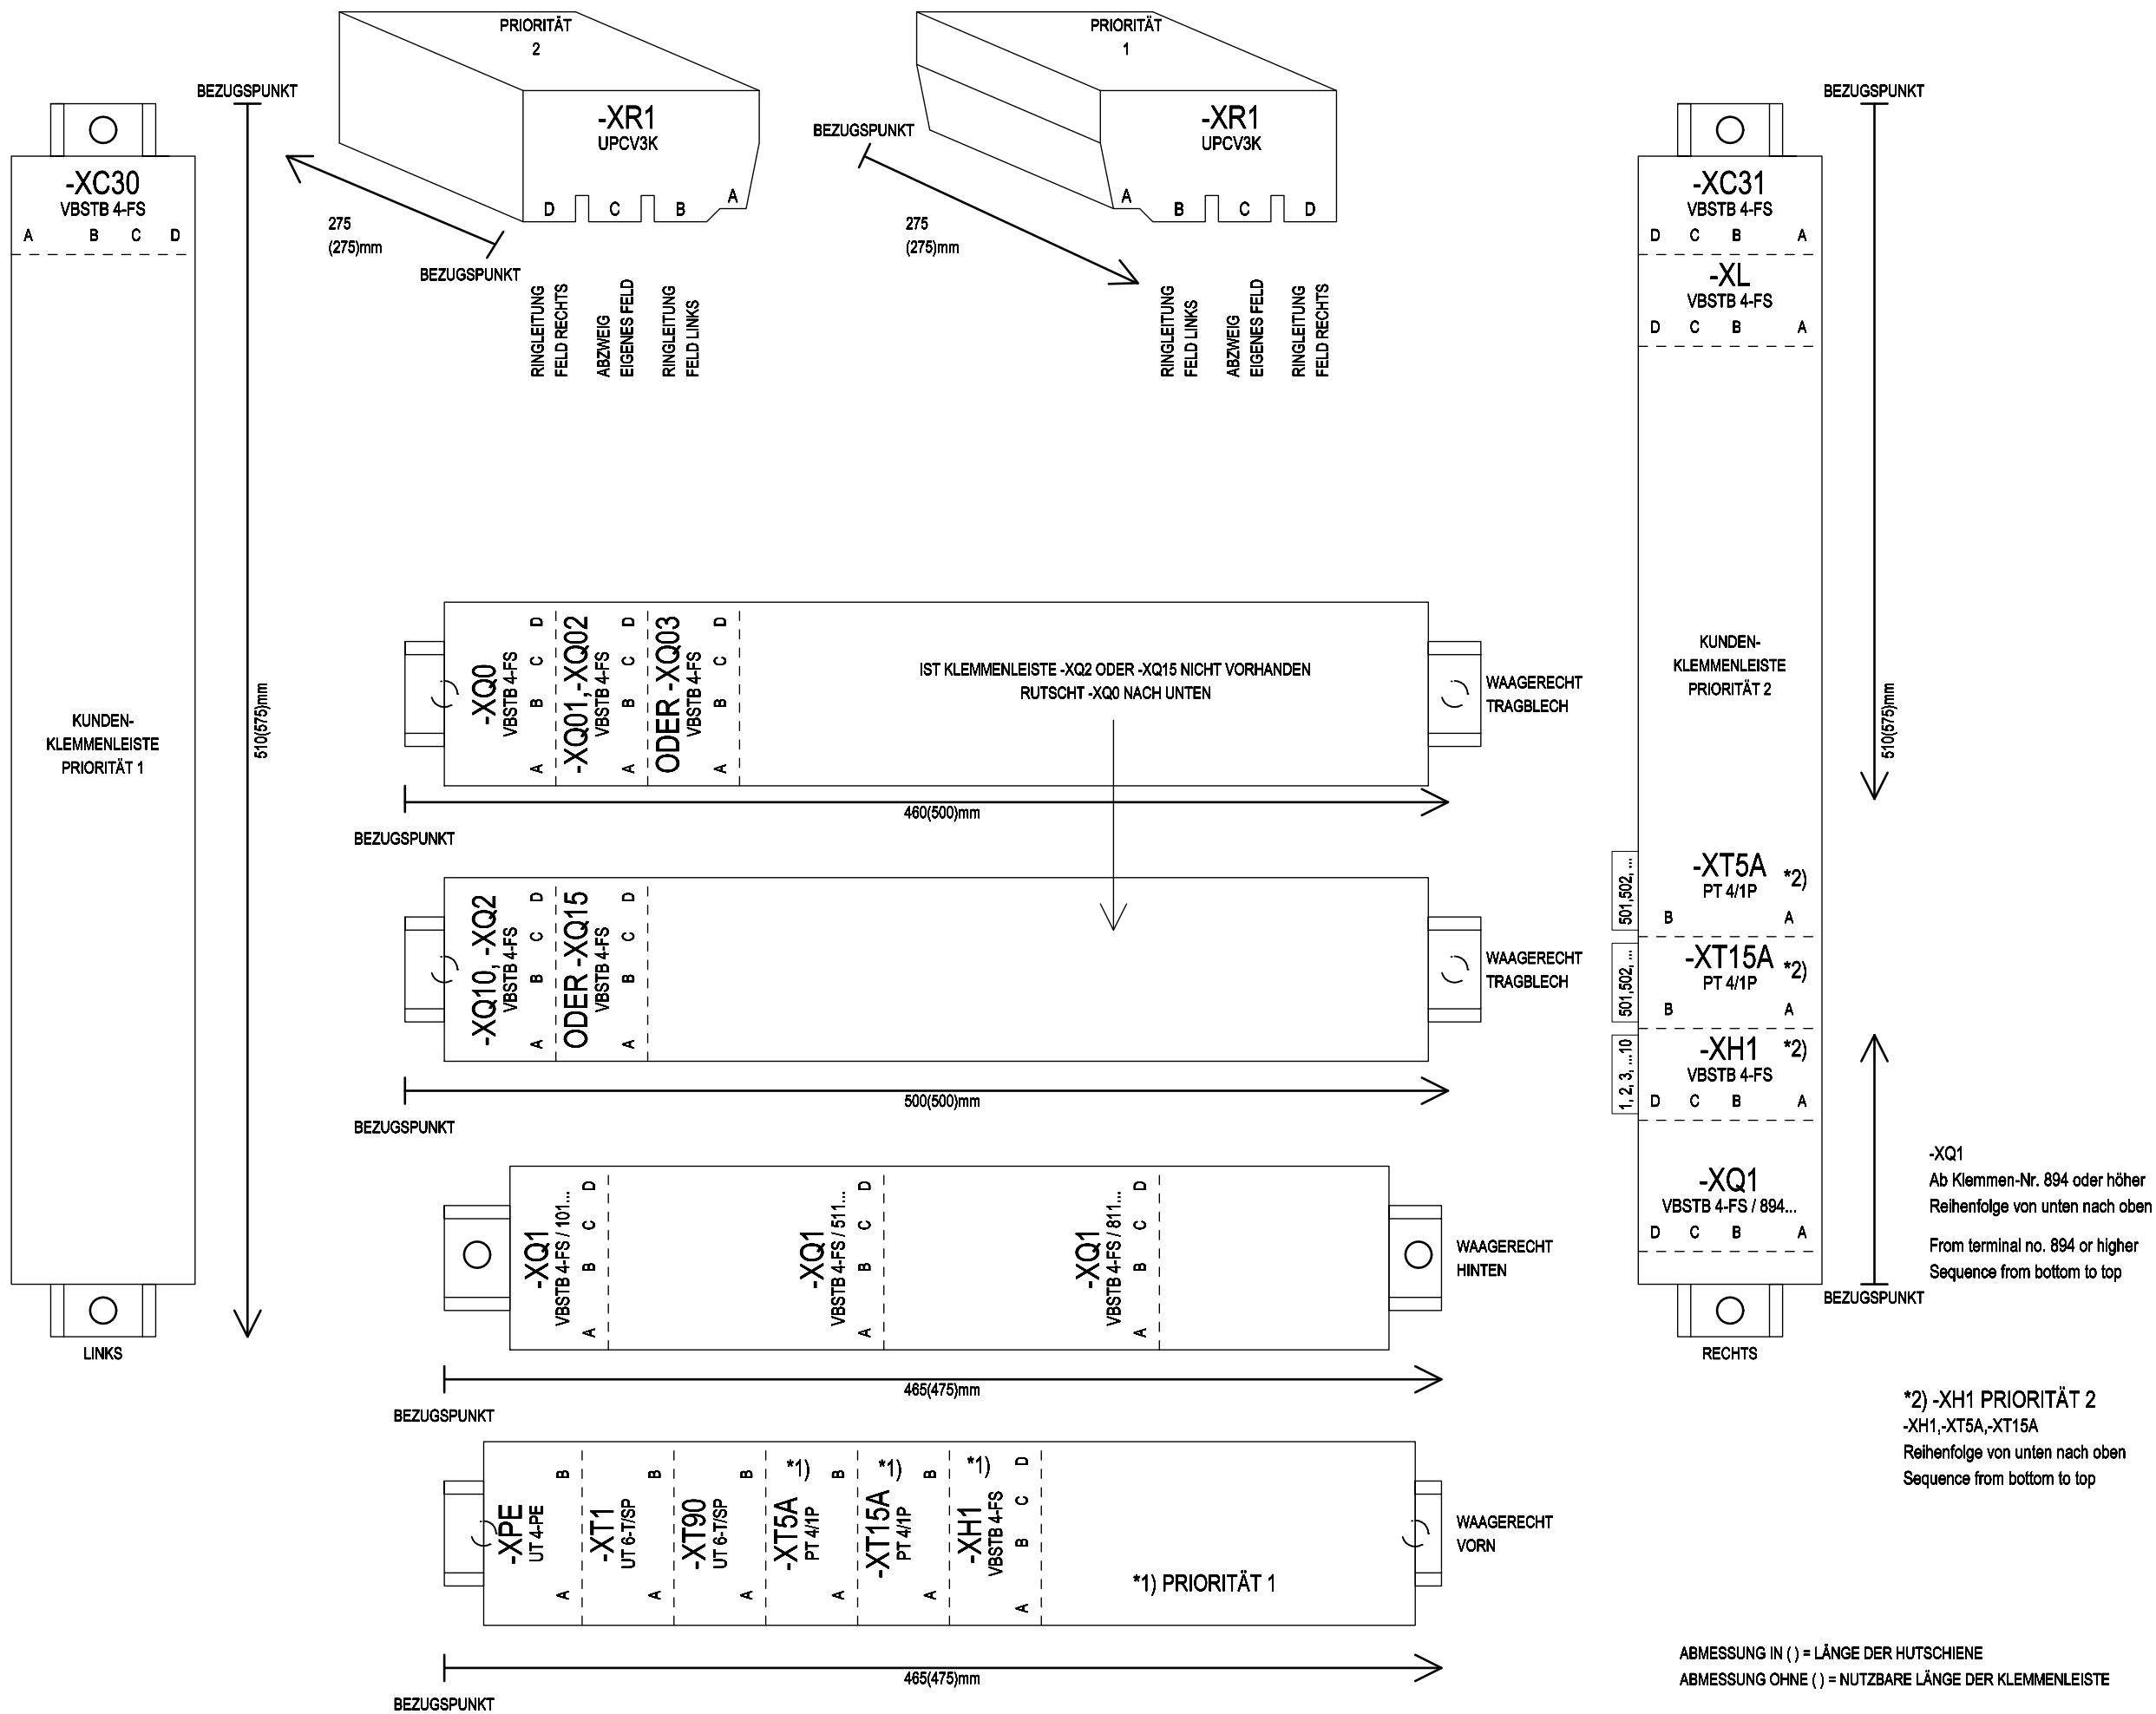 BEZUGSPUNKT
-XC30
VBSTB 4-FS
A B C D
KUNDEN-
KLEMMENLEISTE
PRIORITÄT 1
510(575)mm
LINKS
PRIORITÄT
2
-XR1
UPCV3K
D C B A
275
(275)mm
BEZUGSPUNKT
RINGLEITUNG
FELD RECHTS
ABZWEIG
EIGENES FELD
RINGLEITUNG
FELD LINKS
PRIORITÄT
1
BEZUGSPUNKT
-XR1
UPCV3K
A B C D
275
(275)mm
RINGLEITUNG
FELD LINKS
ABZWEIG
EIGENES FELD
RINGLEITUNG
FELD RECHTS
-XQ0
VBSTB 4-FS
A B C D
-XQ01,-XQ02
VBSTB 4-FS
A B C D
ODER -XQ03
VBSTB 4-FS
A B C D
IST KLEMMENLEISTE -XQ2 ODER -XQ15 NICHT VORHANDEN
RUTSCHT -XQ0 NACH UNTEN
WAAGERECHT
TRAGBLECH
460(500)mm
BEZUGSPUNKT
-XQ10, -XQ2
VBSTB 4-FS
A B C D
ODER -XQ15
VBSTB 4-FS
A B C D
WAAGERECHT
TRAGBLECH
500(500)mm
BEZUGSPUNKT
-XQ1
VBSTB 4-FS / 101...
A B C D
-XQ1
VBSTB 4-FS / 511...
A B C D
-XQ1
VBSTB 4-FS / 811...
A B C D
WAAGERECHT
HINTEN
465(475)mm
BEZUGSPUNKT
-XPE
UT 4-PE
A B
-XT1
UT 6-T/SP
A B
-XT90
UT 6-T/SP
A B
*1)
-XT5A
PT 4/1P
A B
*1)
-XT15A
PT 4/1P
A B
*1)
-XH1
VBSTB 4-FS
A B C D
*1) PRIORITÄT 1
WAAGERECHT
VORN
465(475)mm
BEZUGSPUNKT
BEZUGSPUNKT
-XC31
VBSTB 4-FS
D C B A
-XL
VBSTB 4-FS
D C B A
KUNDEN-
KLEMMENLEISTE
PRIORITÄT 2
510(575)mm
501,502, ...
-XT5A *2)
PT 4/1P
B A
501,502, ...
-XT15A *2)
PT 4/1P
B A
1, 2, 3, ...10
-XH1 *2)
VBSTB 4-FS
D C B A
-XQ1
VBSTB 4-FS / 894...
D C B A
BEZUGSPUNKT
RECHTS
-XQ1
Ab Klemmen-Nr. 894 oder höher
Reihenfolge von unten nach oben
From terminal no. 894 or higher
Sequence from bottom to top
*2) -XH1 PRIORITÄT 2
-XH1,-XT5A,-XT15A
Reihenfolge von unten nach oben
Sequence from bottom to top
ABMESSUNG IN ( ) = LÄNGE DER HUTSCHIENE
ABMESSUNG OHNE ( ) = NUTZBARE LÄNGE DER KLEMMENLEISTE